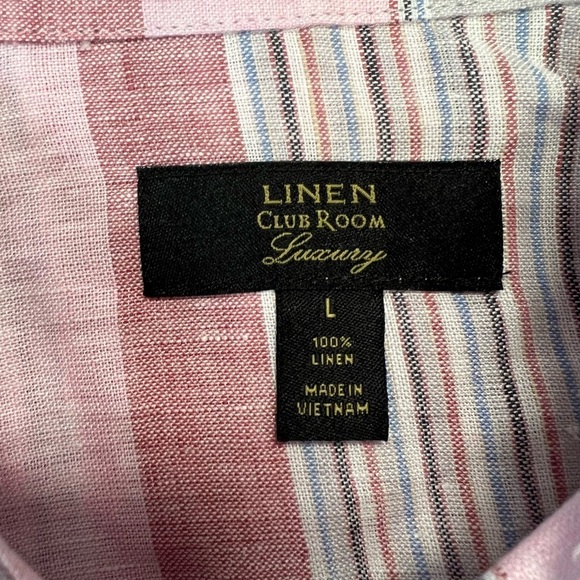 LINEN
CLUB ROOM
Luxury
L
100%
LINEN
MADE IN
VIETNAM